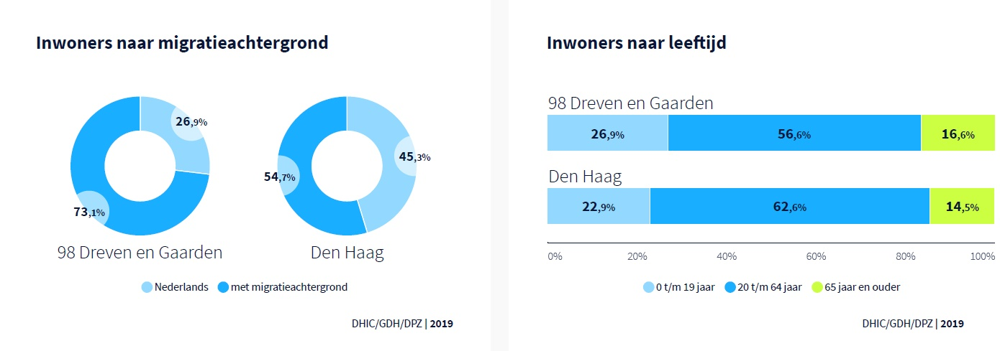 Inwoners naar migratieachtergrond
26,9%
73,1%
98 Dreven en Gaarden
45,3%
54,7%
Den Haag
Nederlands met migratieachtergrond
DHIC/GDH/DPZ | 2019
Inwoners naar leeftijd
98 Dreven en Gaarden
26,9% 56,6% 16,6%
Den Haag
22,9% 62,6% 14,5%
0% 20% 40% 60% 80% 100%
0 t/m 19 jaar 20 t/m 64 jaar 65 jaar en ouder
DHIC/GDH/DPZ | 2019